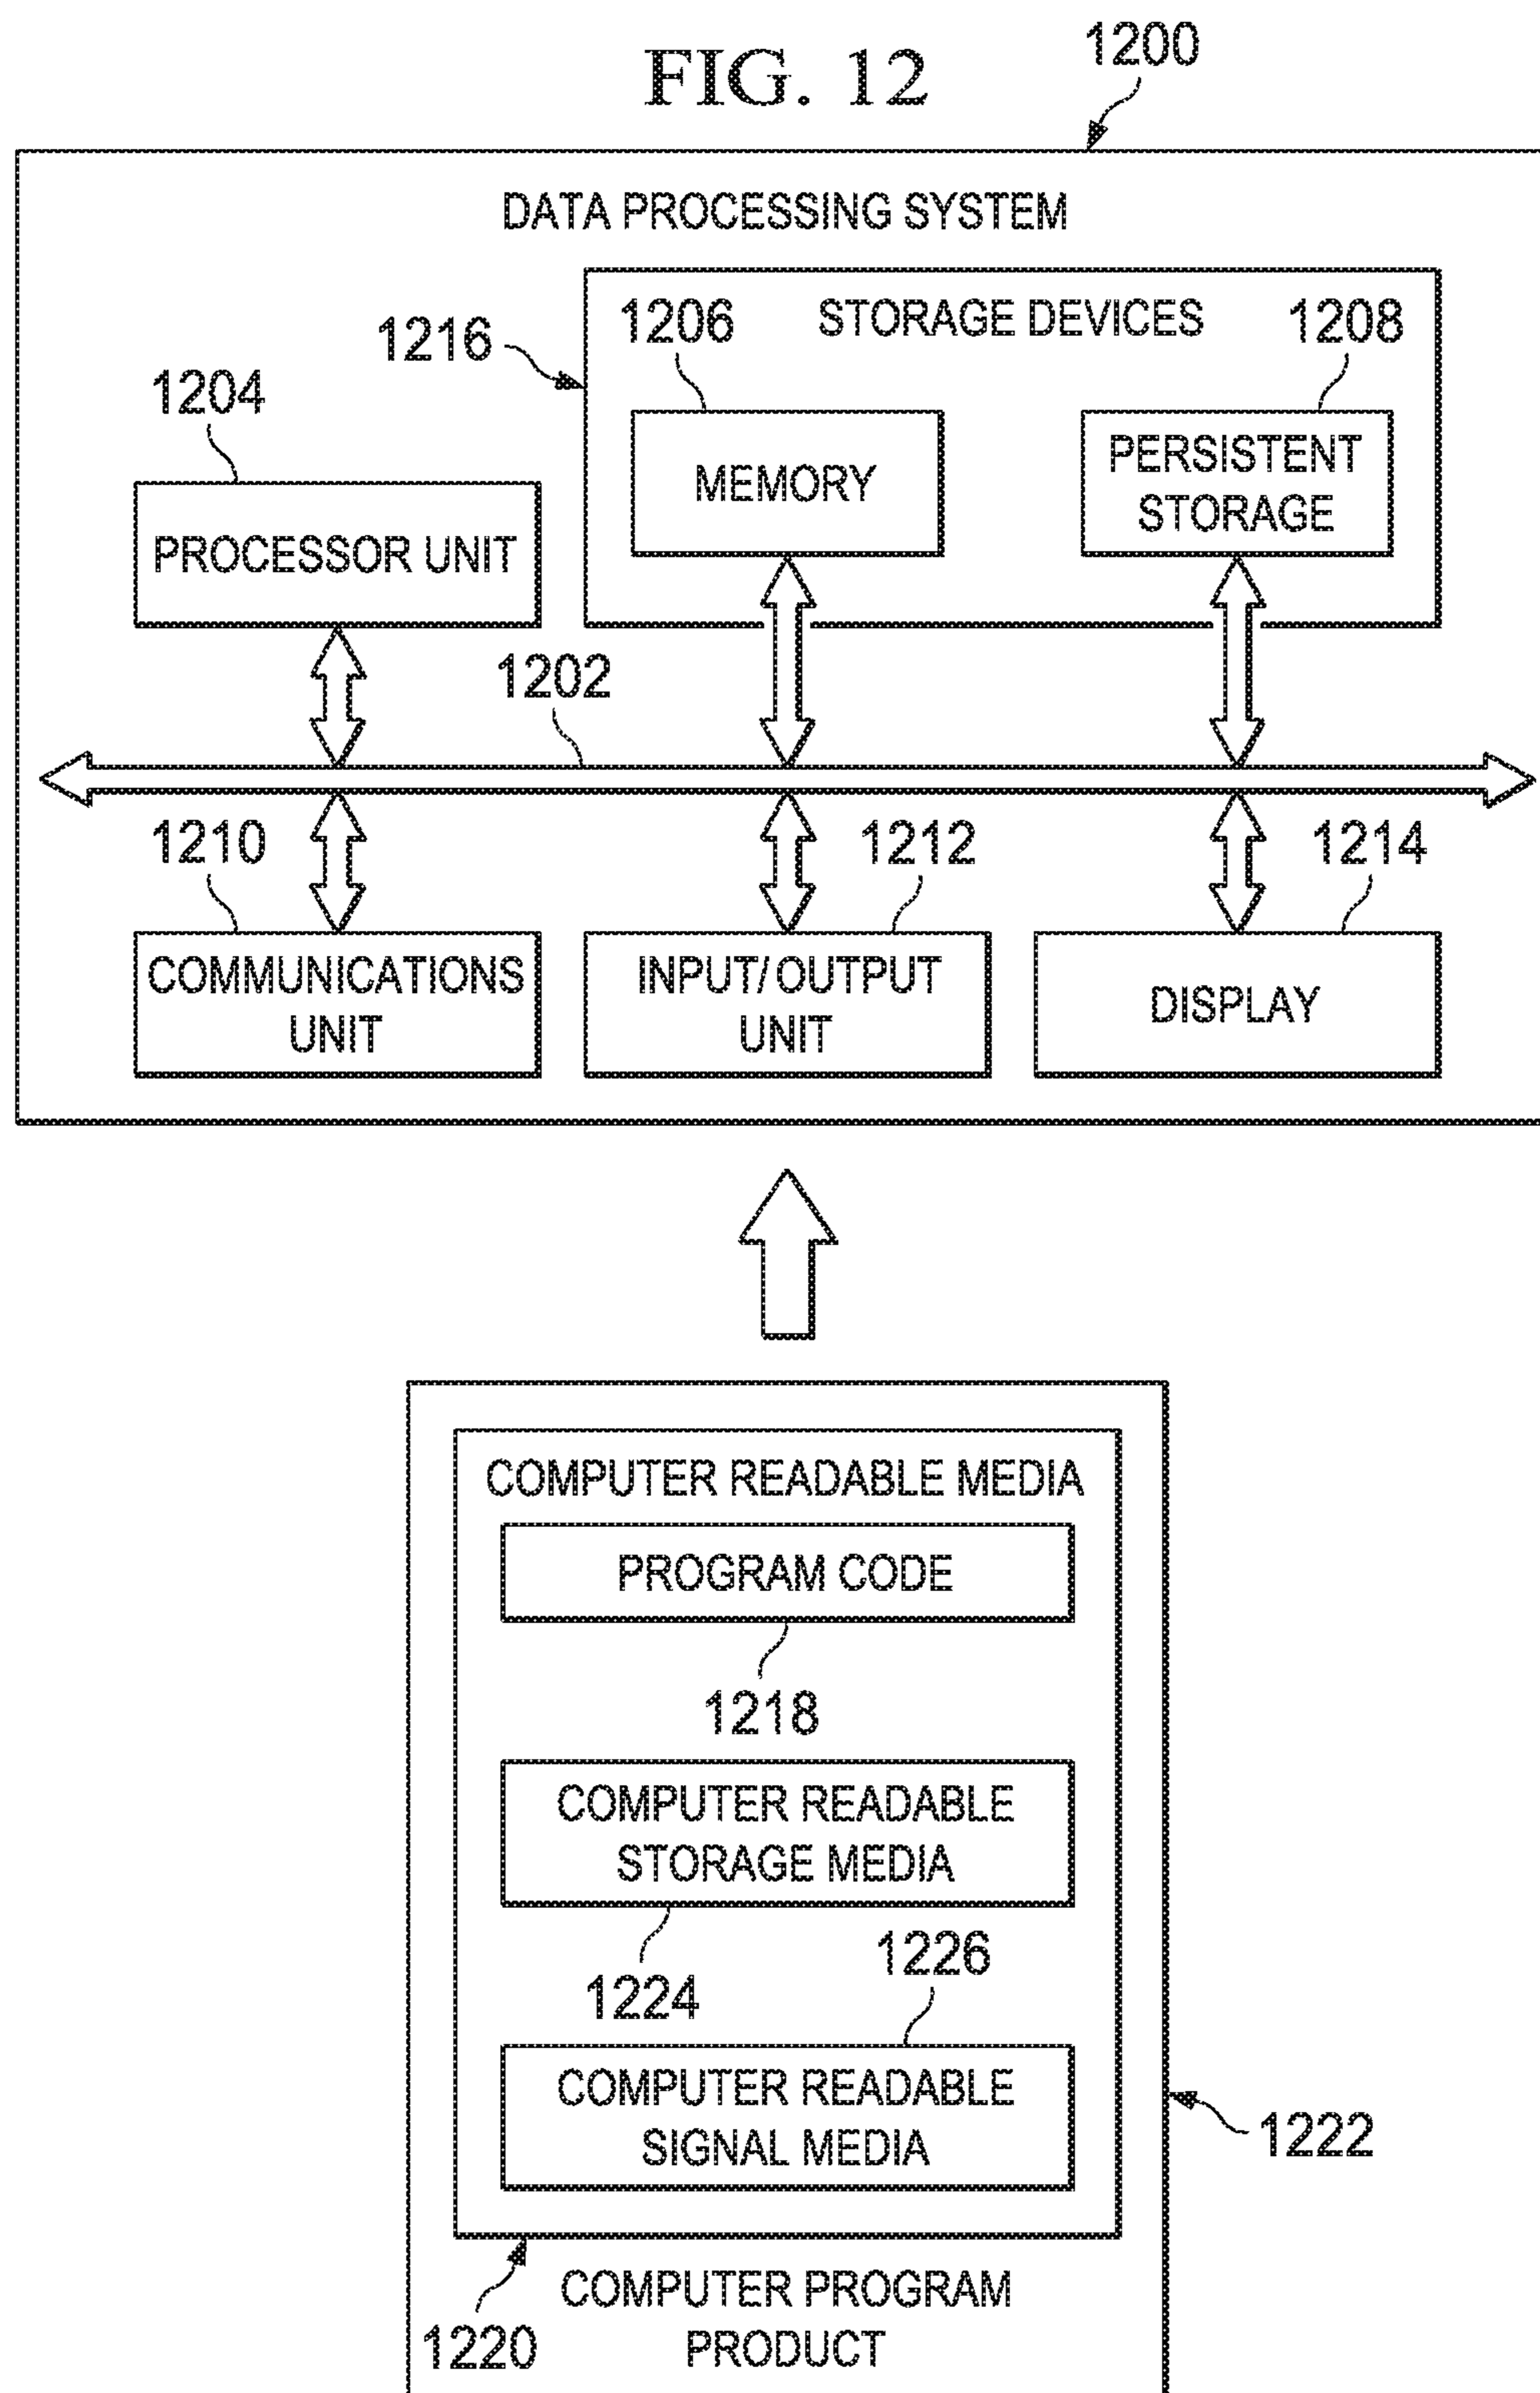 FIG. 12
1200
DATA PROCESSING SYSTEM
1216
1206
STORAGE DEVICES
1208
1204
MEMORY
PERSISTENT
STORAGE
PROCESSOR UNIT
1202
1210
1212
1214
COMMUNICATIONS
UNIT
INPUT/OUTPUT
UNIT
DISPLAY
COMPUTER READABLE MEDIA
PROGRAM CODE
1218
COMPUTER READABLE
STORAGE MEDIA
1224
1226
COMPUTER READABLE
SIGNAL MEDIA
1222
1220
COMPUTER PROGRAM
PRODUCT